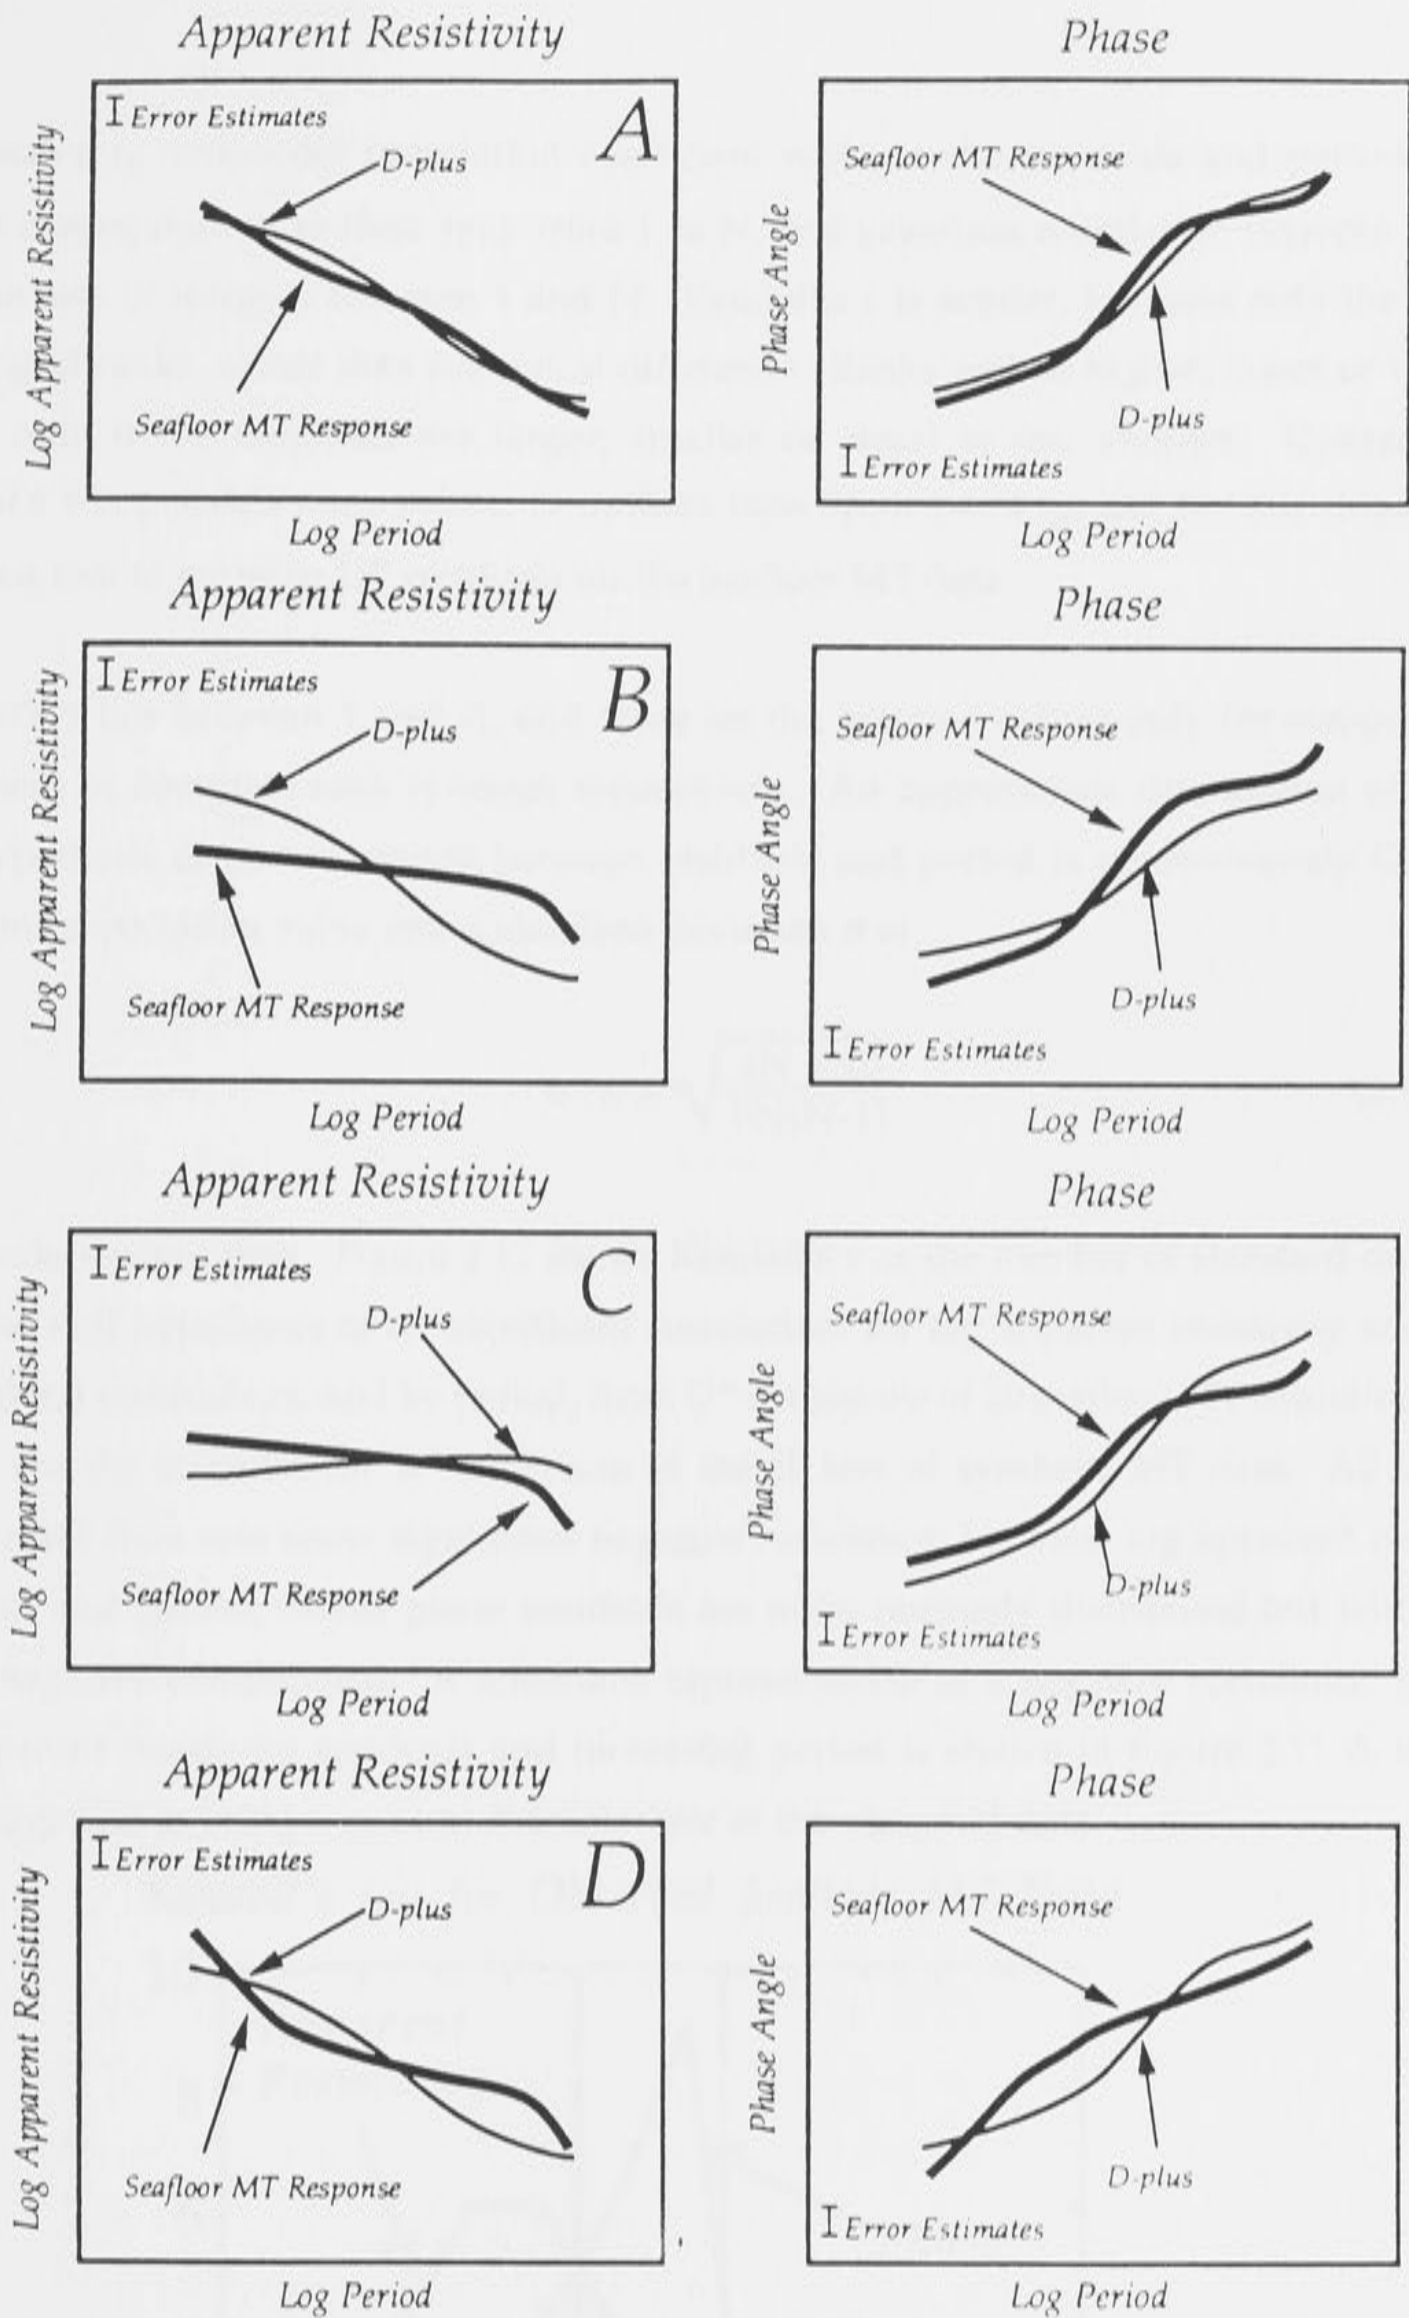 Apparent Resistivity
Phase
I Error Estimates
A
D-plus
Seafloor MT Response
Log Apparent Resistivity
Log Period
Seafloor MT Response
D-plus
I Error Estimates
Phase Angle
Log Period
Apparent Resistivity
Phase
I Error Estimates
B
D-plus
Seafloor MT Response
Log Apparent Resistivity
Log Period
Seafloor MT Response
D-plus
I Error Estimates
Phase Angle
Log Period
Apparent Resistivity
Phase
I Error Estimates
C
D-plus
Seafloor MT Response
Log Apparent Resistivity
Log Period
Seafloor MT Response
D-plus
I Error Estimates
Phase Angle
Log Period
Apparent Resistivity
Phase
I Error Estimates
D
D-plus
Seafloor MT Response
Log Apparent Resistivity
Log Period
Seafloor MT Response
D-plus
I Error Estimates
Phase Angle
Log Period